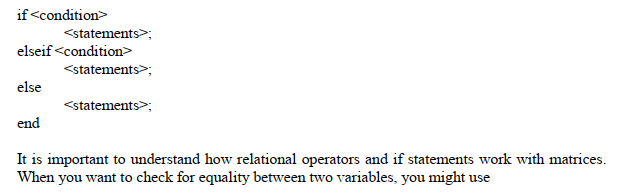 if <condition>
<statements>;
elseif <condition>
<statements>;
else
<statements>;
end
It is important to understand how relational operators and if statements work with matrices.
When you want to check for equality between two variables, you might use